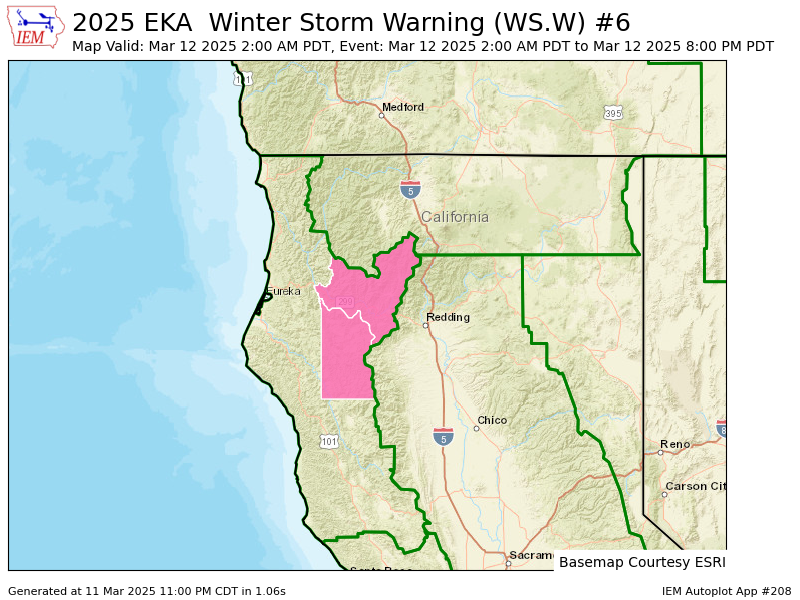 IEM
2025 EKA Winter Storm Warning (WS.W) #6
Map Valid: Mar 12 2025 2:00 AM PDT, Event: Mar 12 2025 2:00 AM PDT to Mar 12 2025 8:00 PM PDT
101
Medford
395
5
California
Eureka
Redding
Chico
101
5
Reno
8
Carson Cit
Sacram
Santa Rosa
Basemap Courtesy ESRI
Generated at 11 Mar 2025 11:00 PM CDT in 1.06s
IEM Autoplot App #208